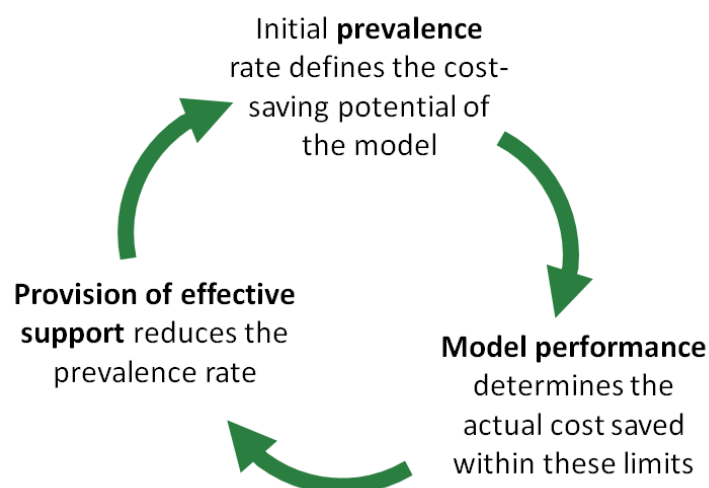 Initial prevalence
rate defines the cost-
saving potential of
the model
Model performance
determines the
actual cost saved
within these limits
Provision of effective
support reduces the
prevalence rate